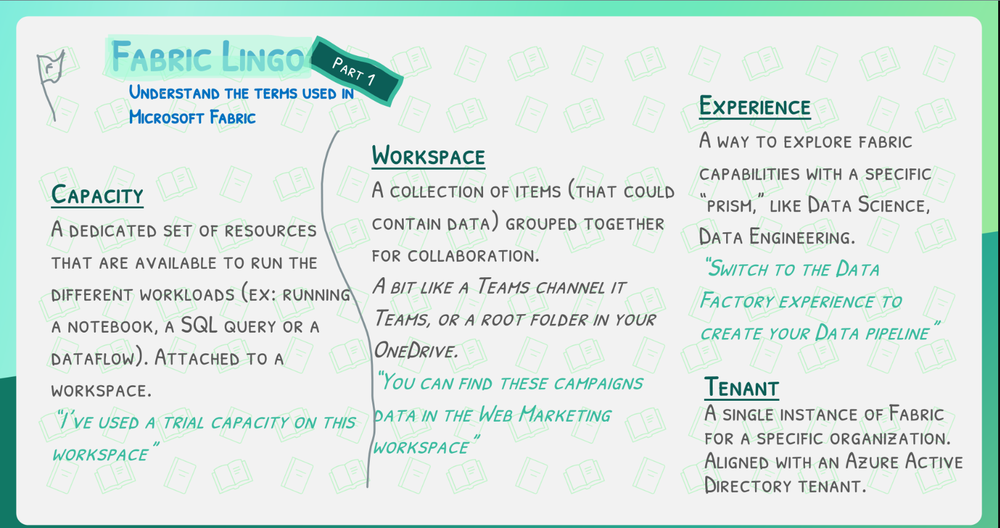 F
Fabric Lingo
Part 1
Understand the terms used in
Microsoft Fabric
Capacity
A dedicated set of resources
that are available to run the
different workloads (ex: running
a notebook, a SQL query or a
dataflow). Attached to a
workspace.
"I've used a trial capacity on this
workspace"
Workspace
A collection of items (that could
contain data) grouped together
for collaboration.
A bit like a Teams channel it
Teams, or a root folder in your
OneDrive.
"You can find these campaigns
data in the Web Marketing
workspace"
Experience
A way to explore fabric
capabilities with a specific
"prism," like Data Science,
Data Engineering.
"Switch to the Data
Factory experience to
create your Data pipeline"
Tenant
A single instance of Fabric
for a specific organization.
Aligned with an Azure Active
Directory tenant.